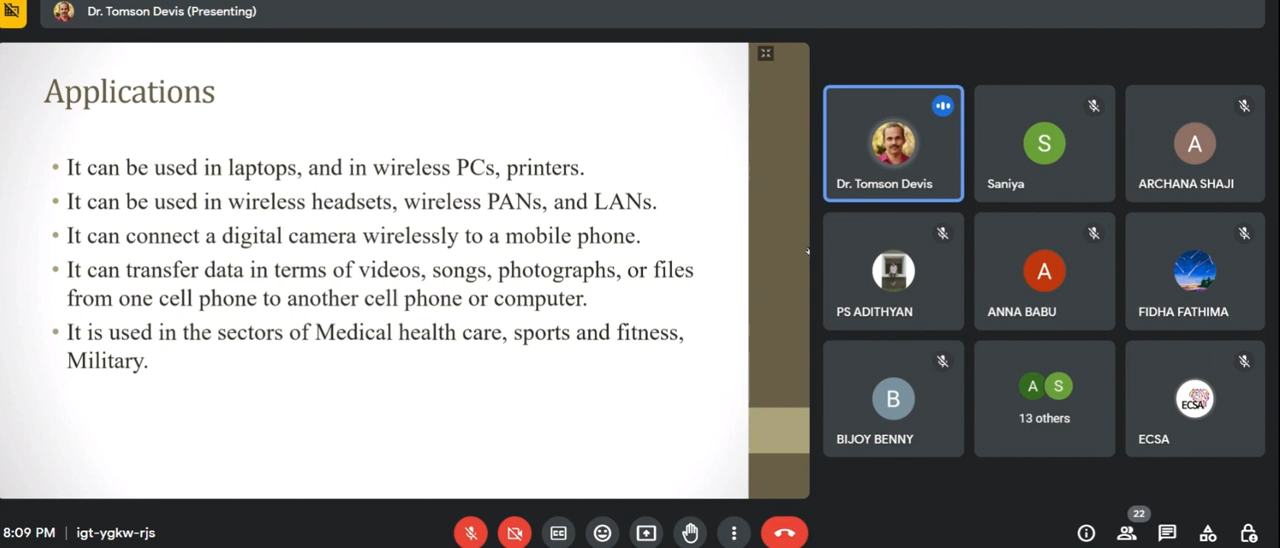 Dr. Tomson Devis (Presenting)
Applications
• It can be used in laptops, and in wireless PCs, printers.
• It can be used in wireless headsets, wireless PANs, and LANs.
• It can connect a digital camera wirelessly to a mobile phone.
• It can transfer data in terms of videos, songs, photographs, or files
from one cell phone to another cell phone or computer.
• It is used in the sectors of Medical health care, sports and fitness,
Military.
Dr. Tomson Devis
S
Saniya
A
ARCHANA SHAJI
PS ADITHYAN
A
ANNA BABU
FIDHA FATHIMA
B
BIJOY BENNY
A S
13 others
ECSA
ECSA
8:09 PM | igt-ygkw-rjs
CC
22